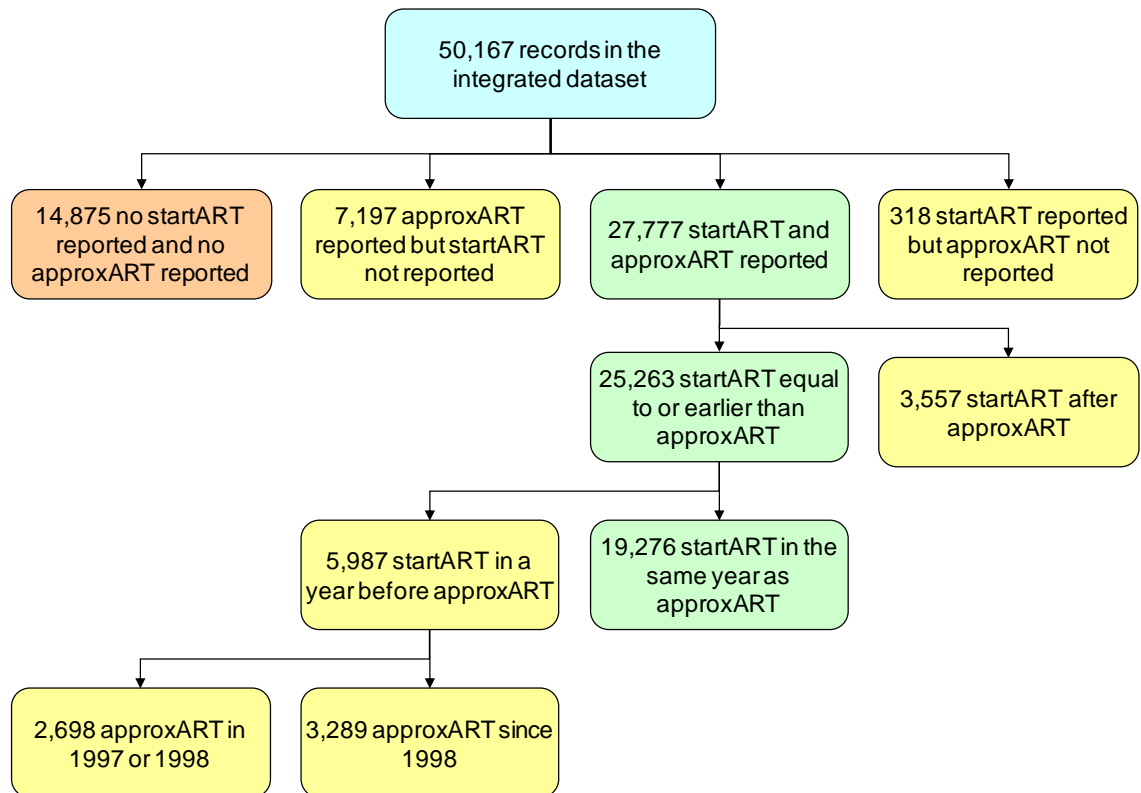 50,167 records in the
integrated dataset
14,875 no startART
reported and no
approxART reported
7,197 approxART
reported but startART
not reported
27,777 startART and
approxART reported
318 startART reported
but approxART not
reported
25,263 startART equal
to or earlier than
approxART
3,557 startART after
approxART
5,987 startART in a
year before approxART
19,276 startART in the
same year as
approxART
2,698 approxART in
1997 or 1998
3,289 approxART since
1998